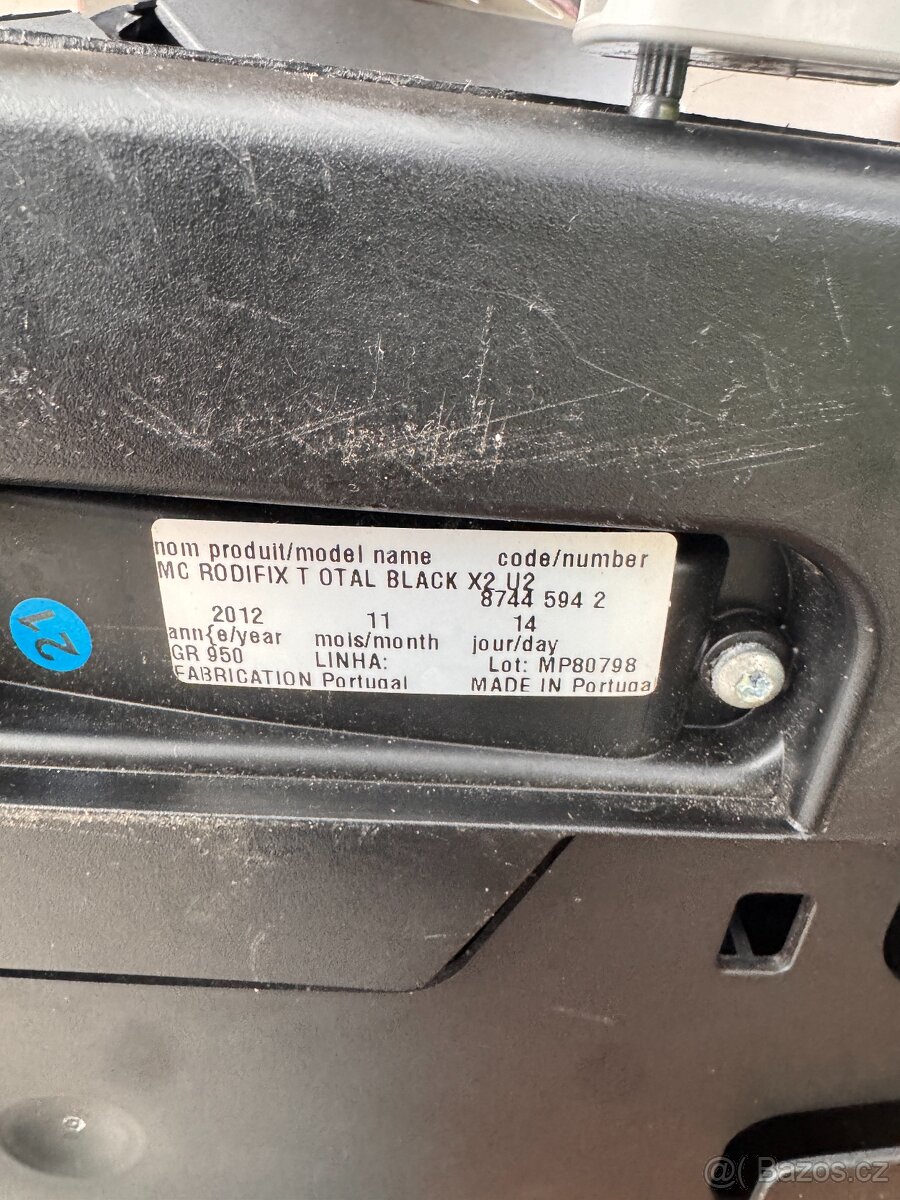 nom produit/model name code/number
MC RODIFIX T OTAL BLACK X2 U2
8744 594 2
2012 11 14
ann{e/year mois/month jour/day
GR 950 LINHA: Lot: MP80798
FABRICATION Portugal MADE IN Portuga
21
@ Bazos.cz